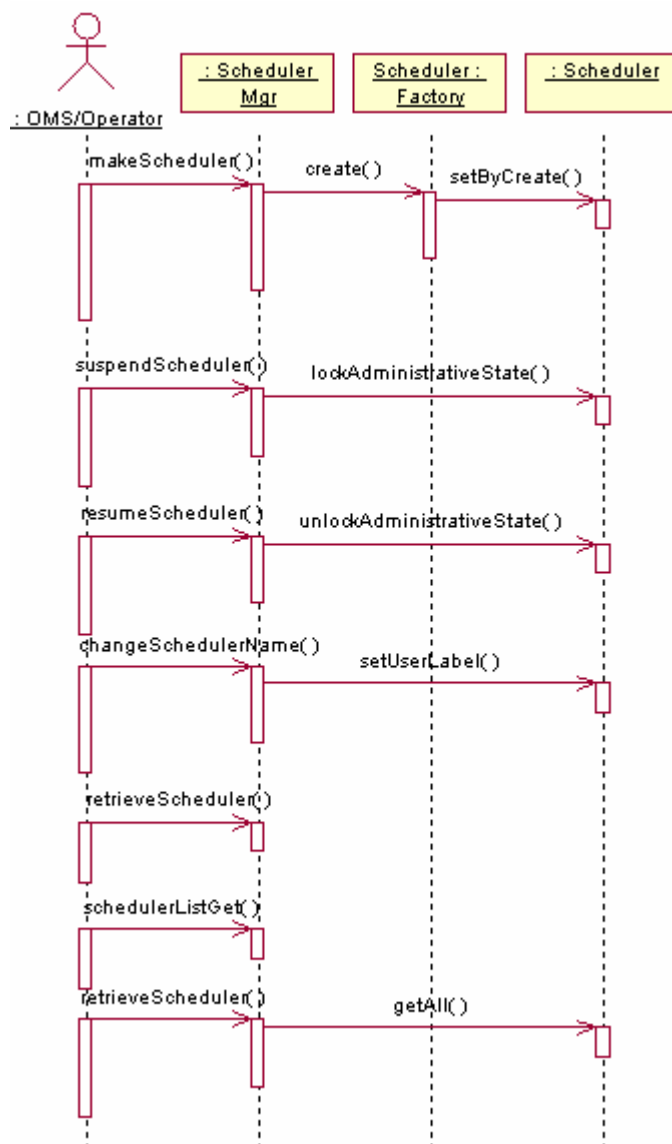 : Scheduler
Mgr
Scheduler :
Factory
: Scheduler
: OMS/Operator
makeScheduler()
create()
setByCreate()
suspendScheduler()
lockAdministrativeState()
resumeScheduler()
unlockAdministrativeState()
changeSchedulerName()
setUserLabel()
retrieveScheduler()
schedulerListGet()
retrieveScheduler()
getAll()